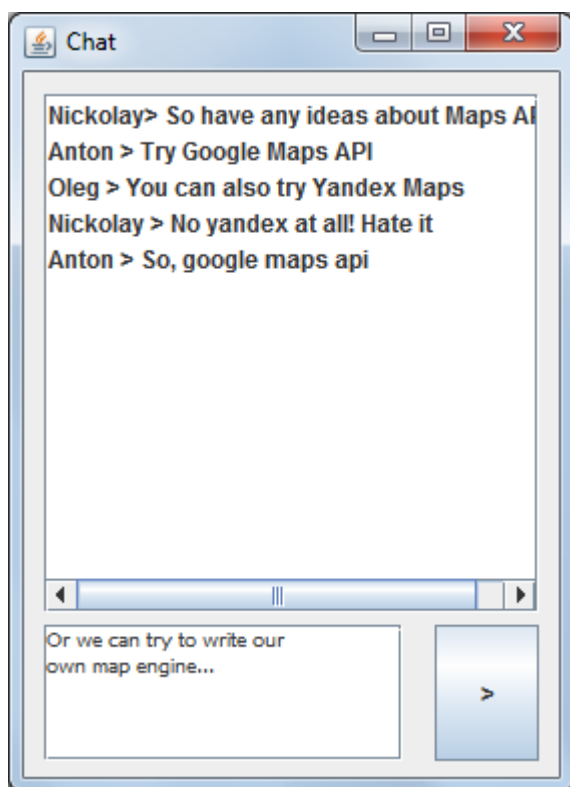 Chat
Nickolay> So have any ideas about Maps
Anton > Try Google Maps API
Oleg > You can also try Yandex Maps
Nickolay > No yandex at all! Hate it
Anton > So, google maps api
Or we can try to write our
own map engine...
>